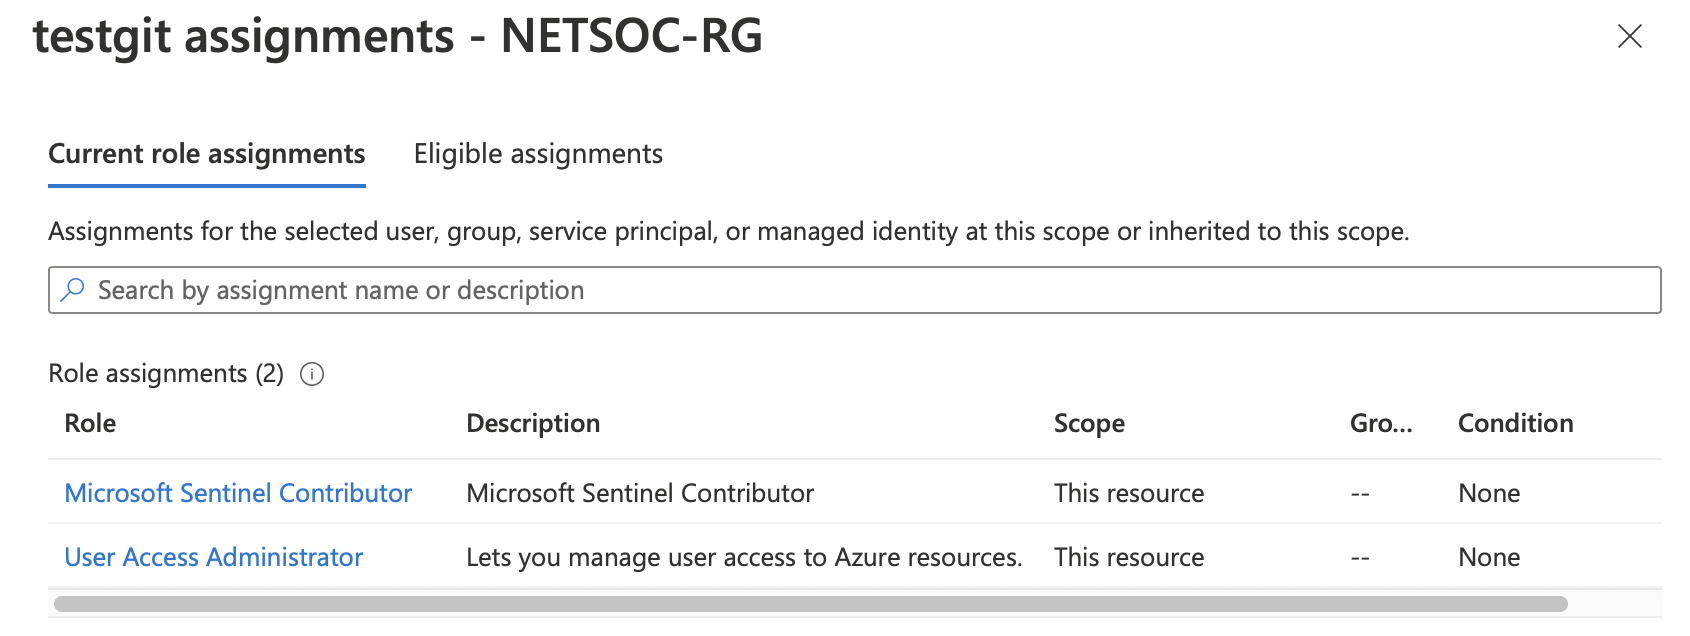 testgit assignments - NETSOC-RG
Current role assignments Eligible assignments
Assignments for the selected user, group, service principal, or managed identity at this scope or inherited to this scope.
Search by assignment name or description
Role assignments (2)
Role Description Scope Gro... Condition
Microsoft Sentinel Contributor Microsoft Sentinel Contributor This resource -- None
User Access Administrator Lets you manage user access to Azure resources. This resource -- None